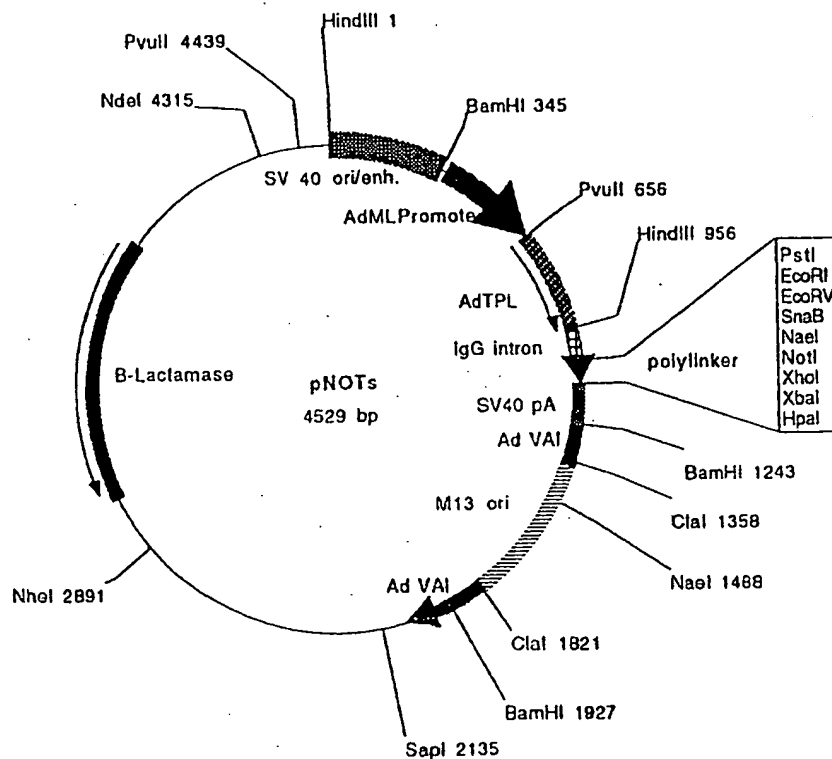 HindIII 1
PvuII 4439
NdeI 4315
BamHI 345
SV 40 ori/enh.
AdMLPromote
PvuII 656
HindIII 956
PstI
EcoRI
EcoRV
SnaB
NaeI
NotI
XhoI
XbaI
HpaI
AdTPL
IgG intron
polylinker
B-Lactamase
pNOTs
4529 bp
SV40 pA
Ad VAI
BamHI 1243
M13 ori
ClaI 1358
NaeI 1468
NheI 2891
Ad VAI
ClaI 1821
BamHI 1927
SapI 2135